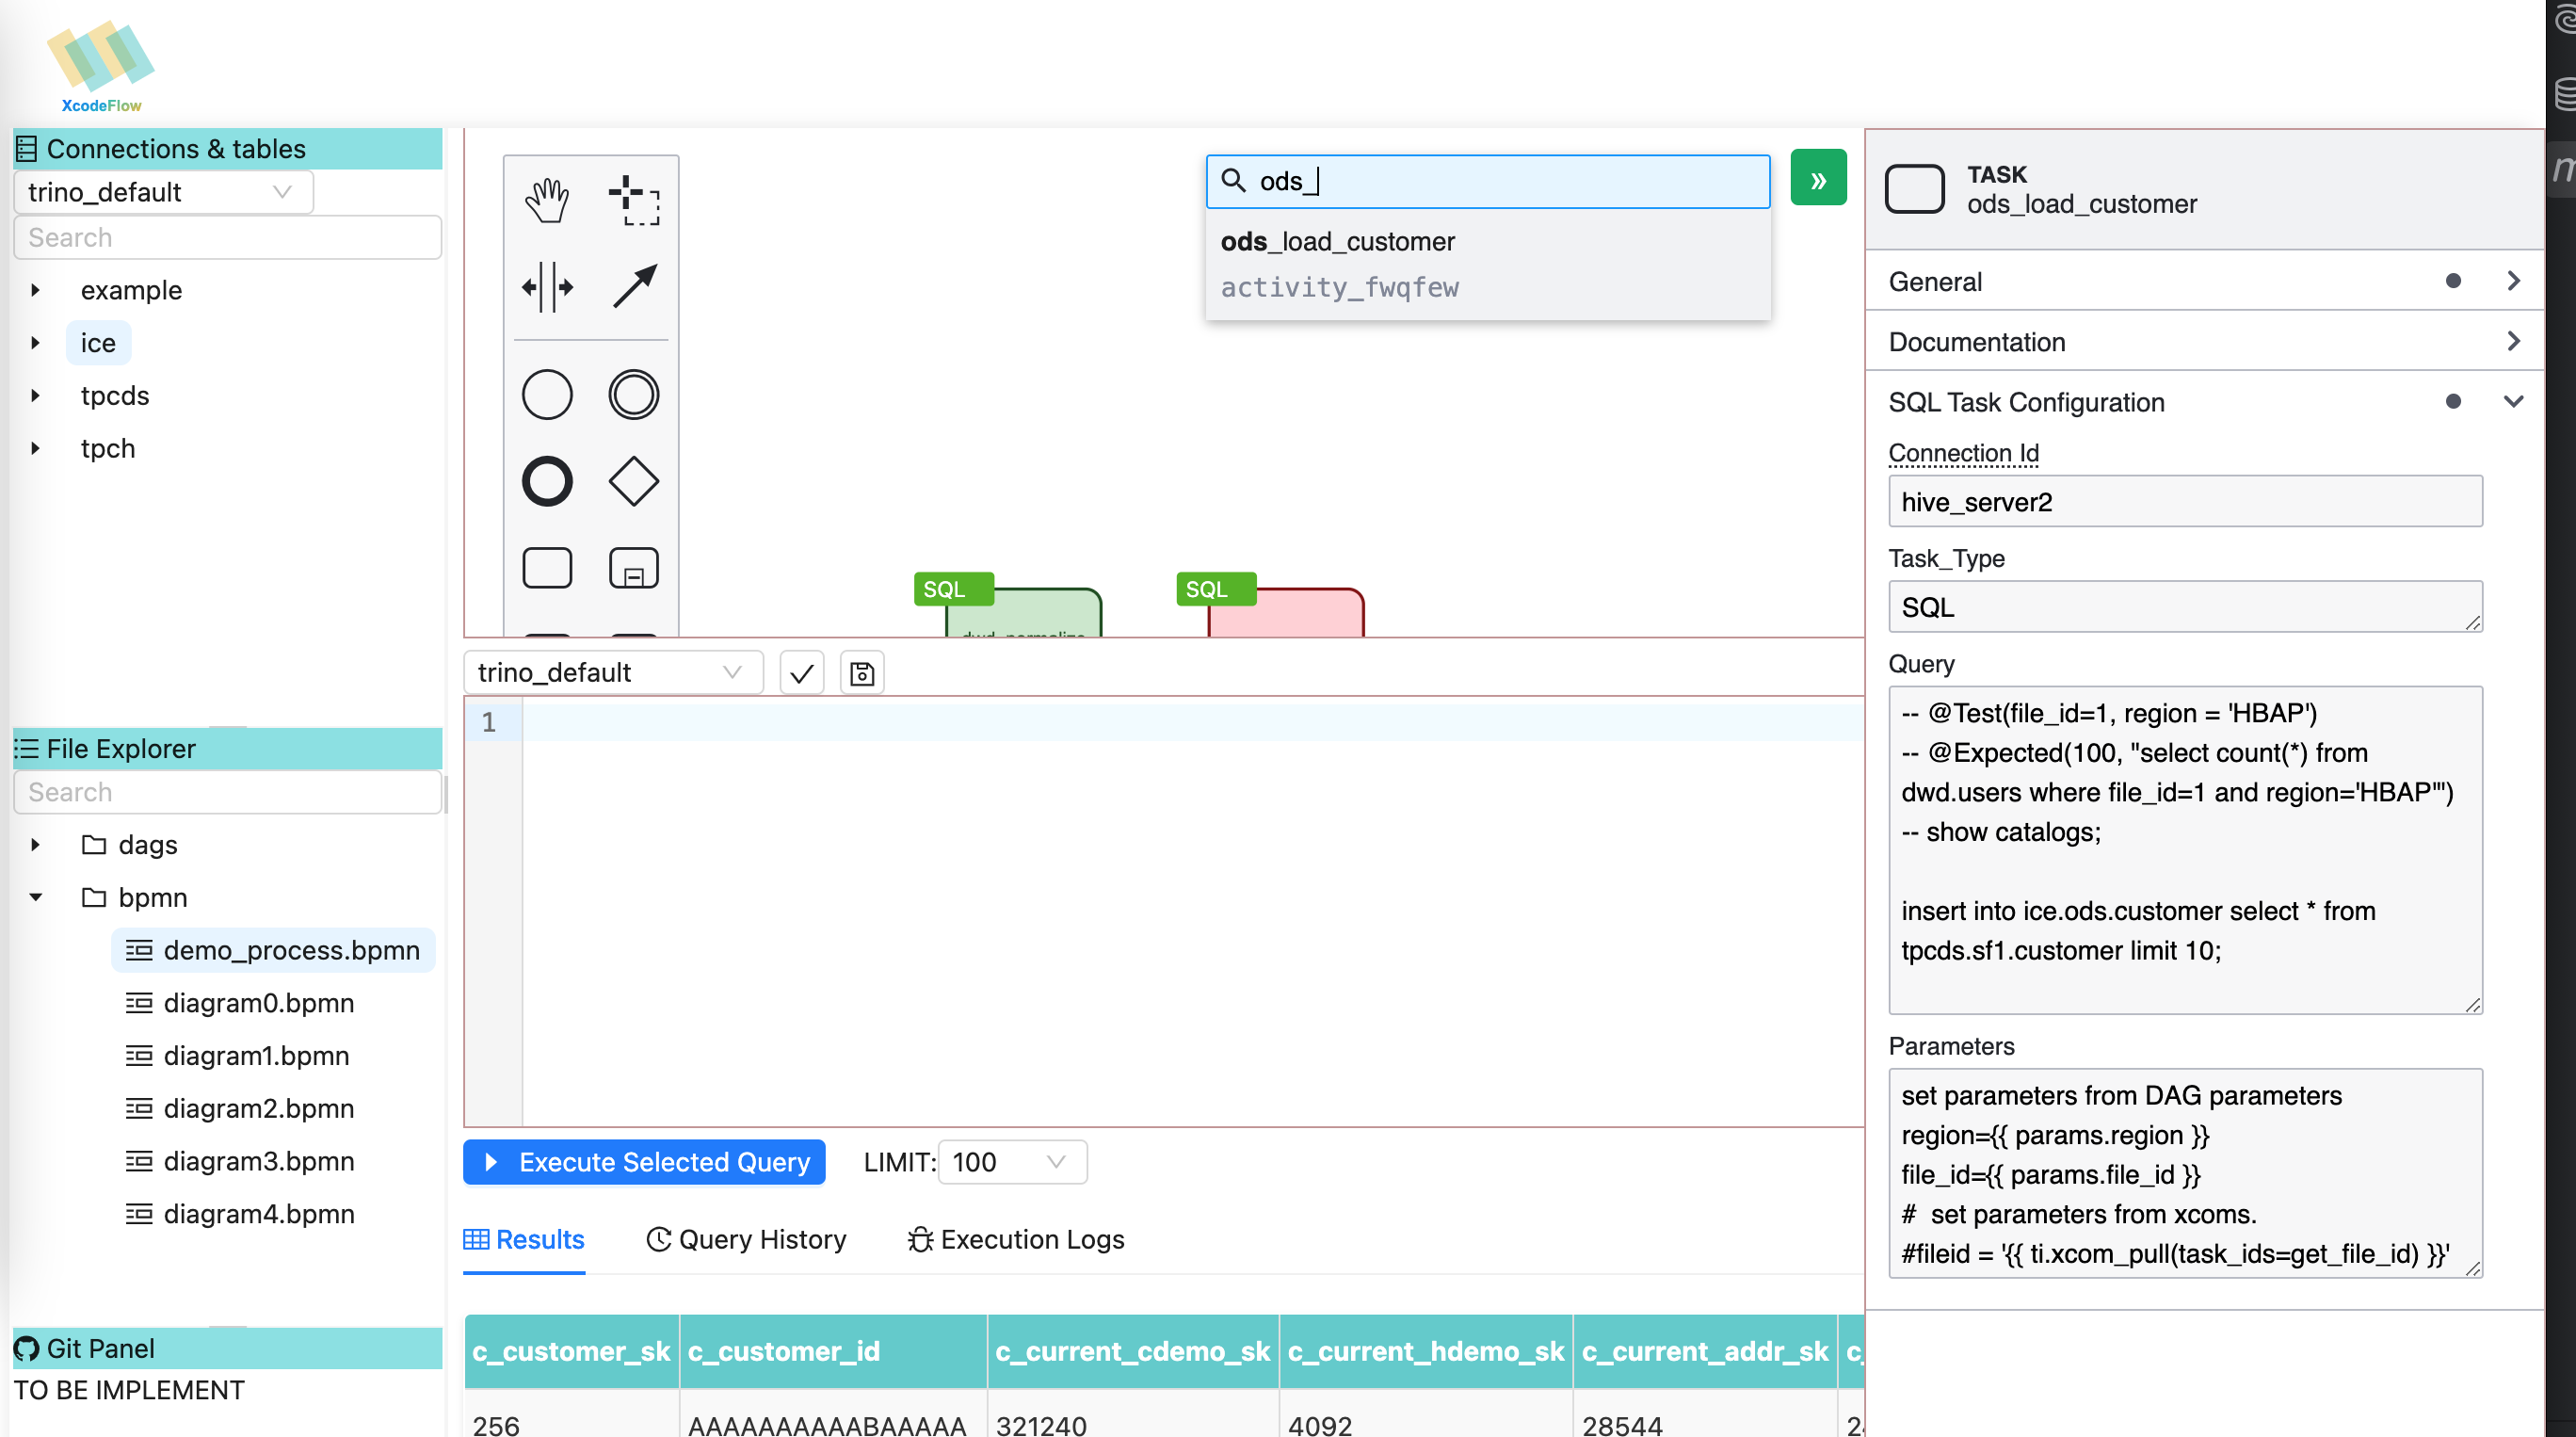 XcodeFlow
Connections & tables
trino_default
Search
example
ice
tpcds
tpch
File Explorer
Search
dags
bpmn
demo_process.bpmn
diagram0.bpmn
diagram1.bpmn
diagram2.bpmn
diagram3.bpmn
diagram4.bpmn
Git Panel
TO BE IMPLEMENT
ods_
»
ods_load_customer
activity_fwqfew
SQL
SQL
trino_default
1
Execute Selected Query
LIMIT:
100
Results
Query History
Execution Logs
c_customer_sk
c_customer_id
c_current_cdemo_sk
c_current_hdemo_sk
c_current_addr_sk
256
AAAAAAAAAABAAAAA
321240
4092
28544
TASK
ods_load_customer
General
Documentation
SQL Task Configuration
Connection Id
hive_server2
Task_Type
SQL
Query
-- @Test(file_id=1, region = 'HBAP')
-- @Expected(100, "select count(*) from
dwd.users where file_id=1 and region='HBAP'")
-- show catalogs;
insert into ice.ods.customer select * from
tpcds.sf1.customer limit 10;
Parameters
set parameters from DAG parameters
region={{ params.region }}
file_id={{ params.file_id }}
#  set parameters from xcoms.
#fileid = '{{ ti.xcom_pull(task_ids=get_file_id) }}'